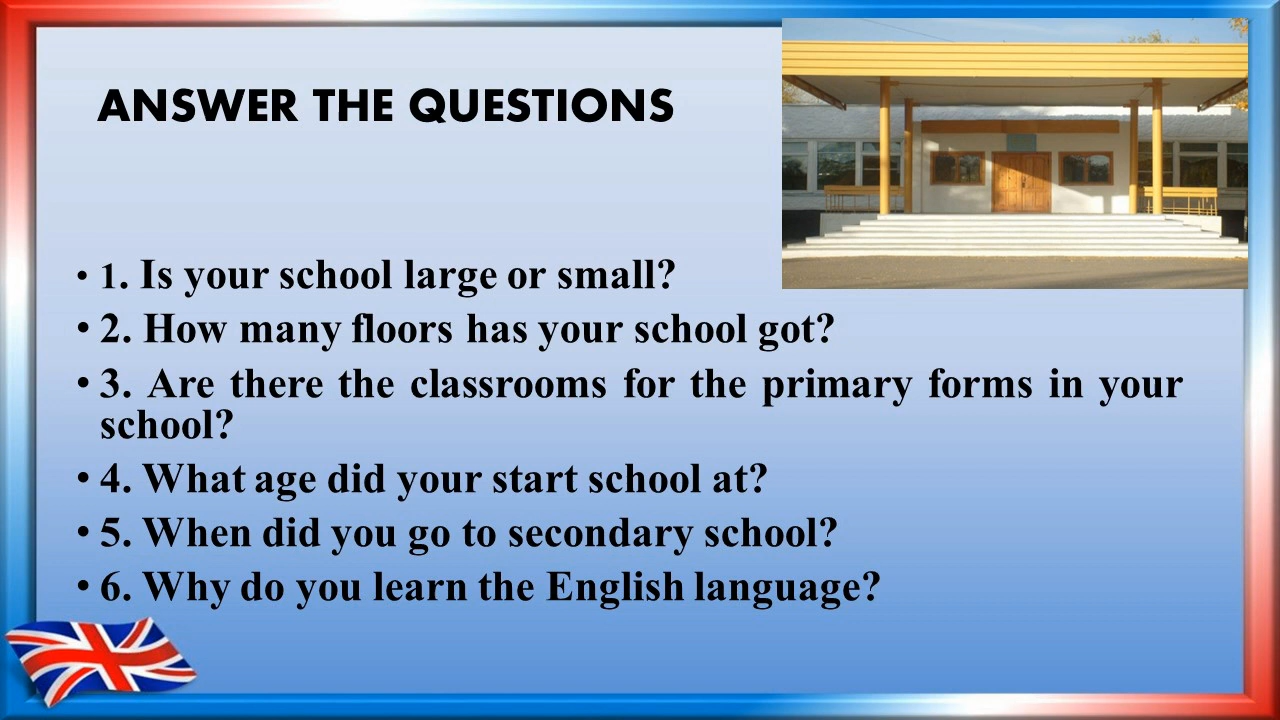 ANSWER THE QUESTIONS
• 1. Is your school large or small?
• 2. How many floors has your school got?
• 3. Are there the classrooms for the primary forms in your
school?
• 4. What age did your start school at?
• 5. When did you go to secondary school?
• 6. Why do you learn the English language?